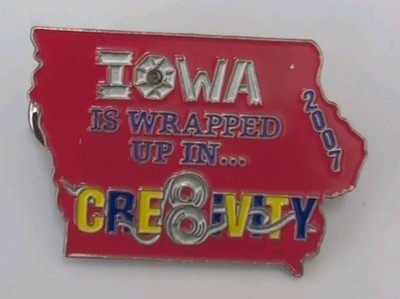 IOWA
IS WRAPPED
UP IN...
CRE8IVITY
2007